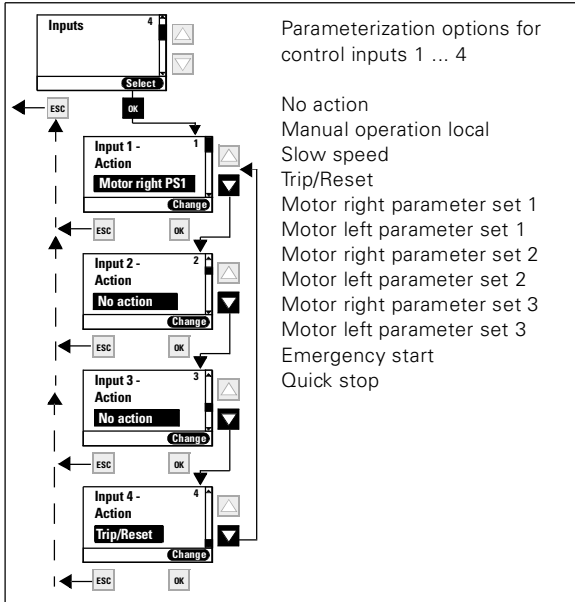 Inputs
4
Select
ESC
OK
Input 1 -
1
Action
Motor right PS1
Change
ESC
OK
Input 2 -
2
Action
No action
Change
ESC
OK
Input 3 -
3
Action
No action
Change
ESC
OK
Input 4 -
4
Action
Trip/Reset
Change
ESC
OK
Parameterization options for
control inputs 1 ... 4
No action
Manual operation local
Slow speed
Trip/Reset
Motor right parameter set 1
Motor left parameter set 1
Motor right parameter set 2
Motor left parameter set 2
Motor right parameter set 3
Motor left parameter set 3
Emergency start
Quick stop